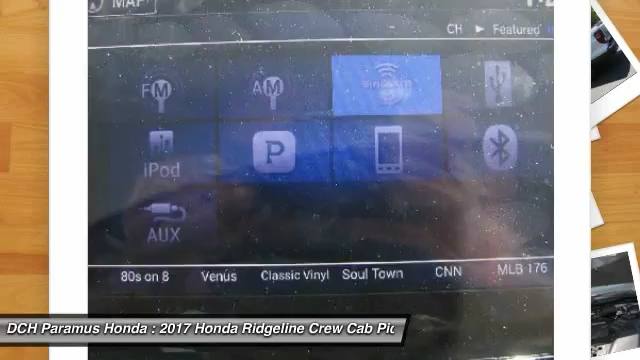 MAP
CH ► Featured
FM AM siriusxm
iPod P
AUX
80s on 8 Venus Classic Vinyl Soul Town CNN MLB 176
DCH Paramus Honda : 2017 Honda Ridgeline Crew Cab Pic